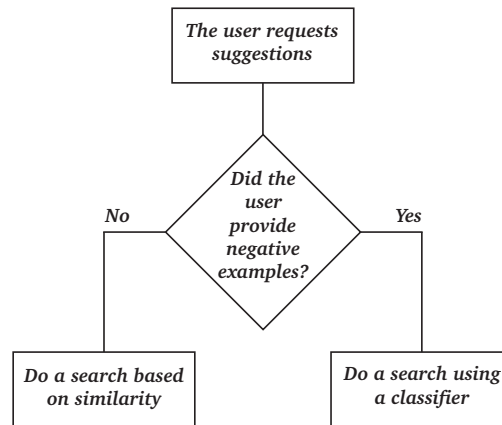 The user requests
suggestions
Did the
user
provide
negative
examples?
No
Yes
Do a search based
on similarity
Do a search using
a classifier